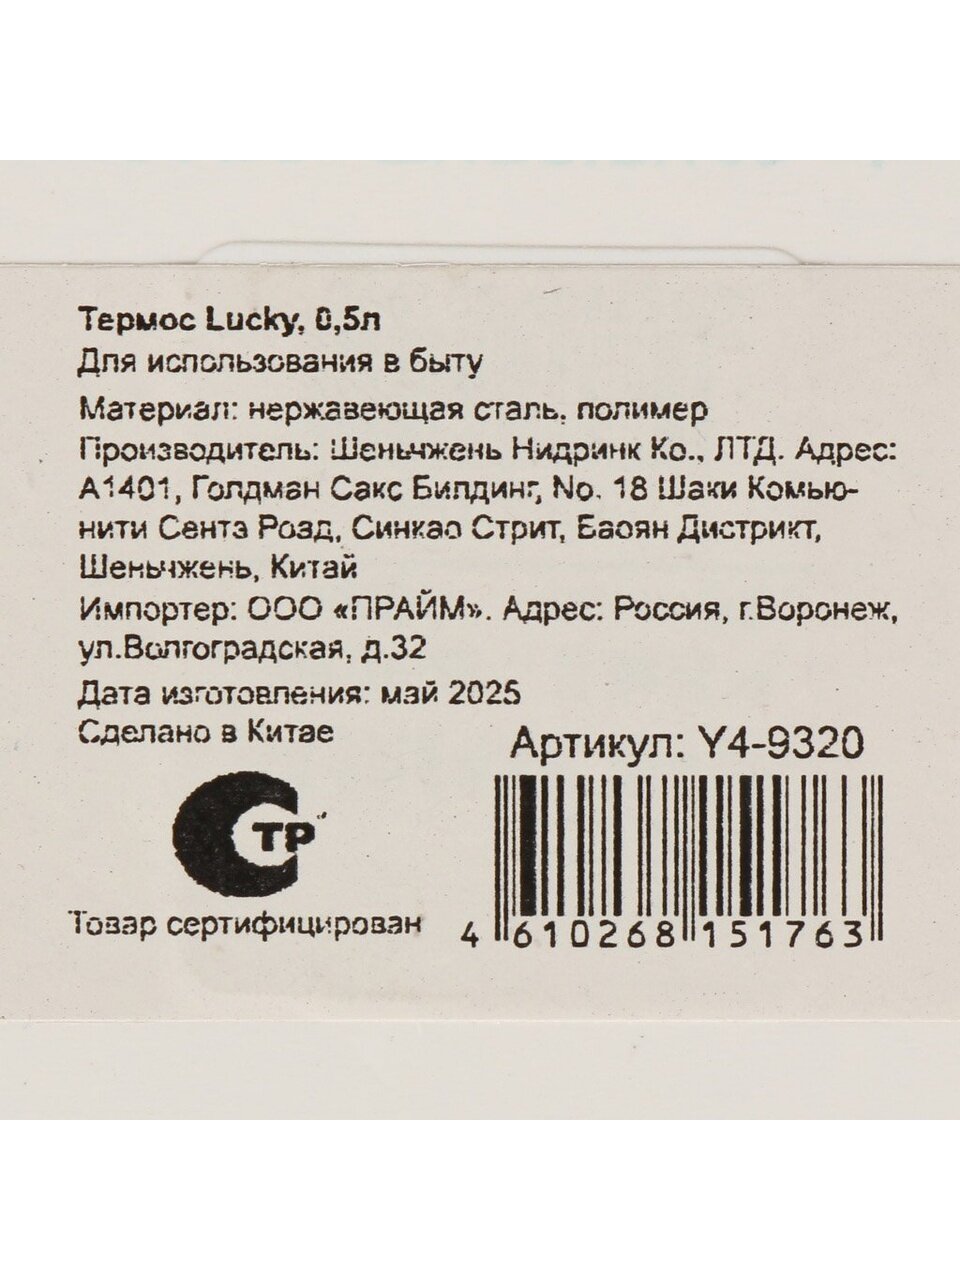 Термос Lucky, 0,5л
Для использования в быту
Материал: нержавеющая сталь, полимер
Производитель: Шеньчжень Нидринк Ко., ЛТД. Адрес:
А1401, Голдман Сакс Билдинг, No. 18 Шаки Комью-
нити Сентэ Роад, Синкао Стрит, Баоян Дистрикт,
Шеньчжень, Китай
Импортер: ООО «ПРАЙМ». Адрес: Россия, г.Воронеж,
ул.Волгоградская, д.32
Дата изготовления: май 2025
Сделано в Китае
Артикул: Y4-9320
СТР
Товар сертифицирован
4 610268 151763